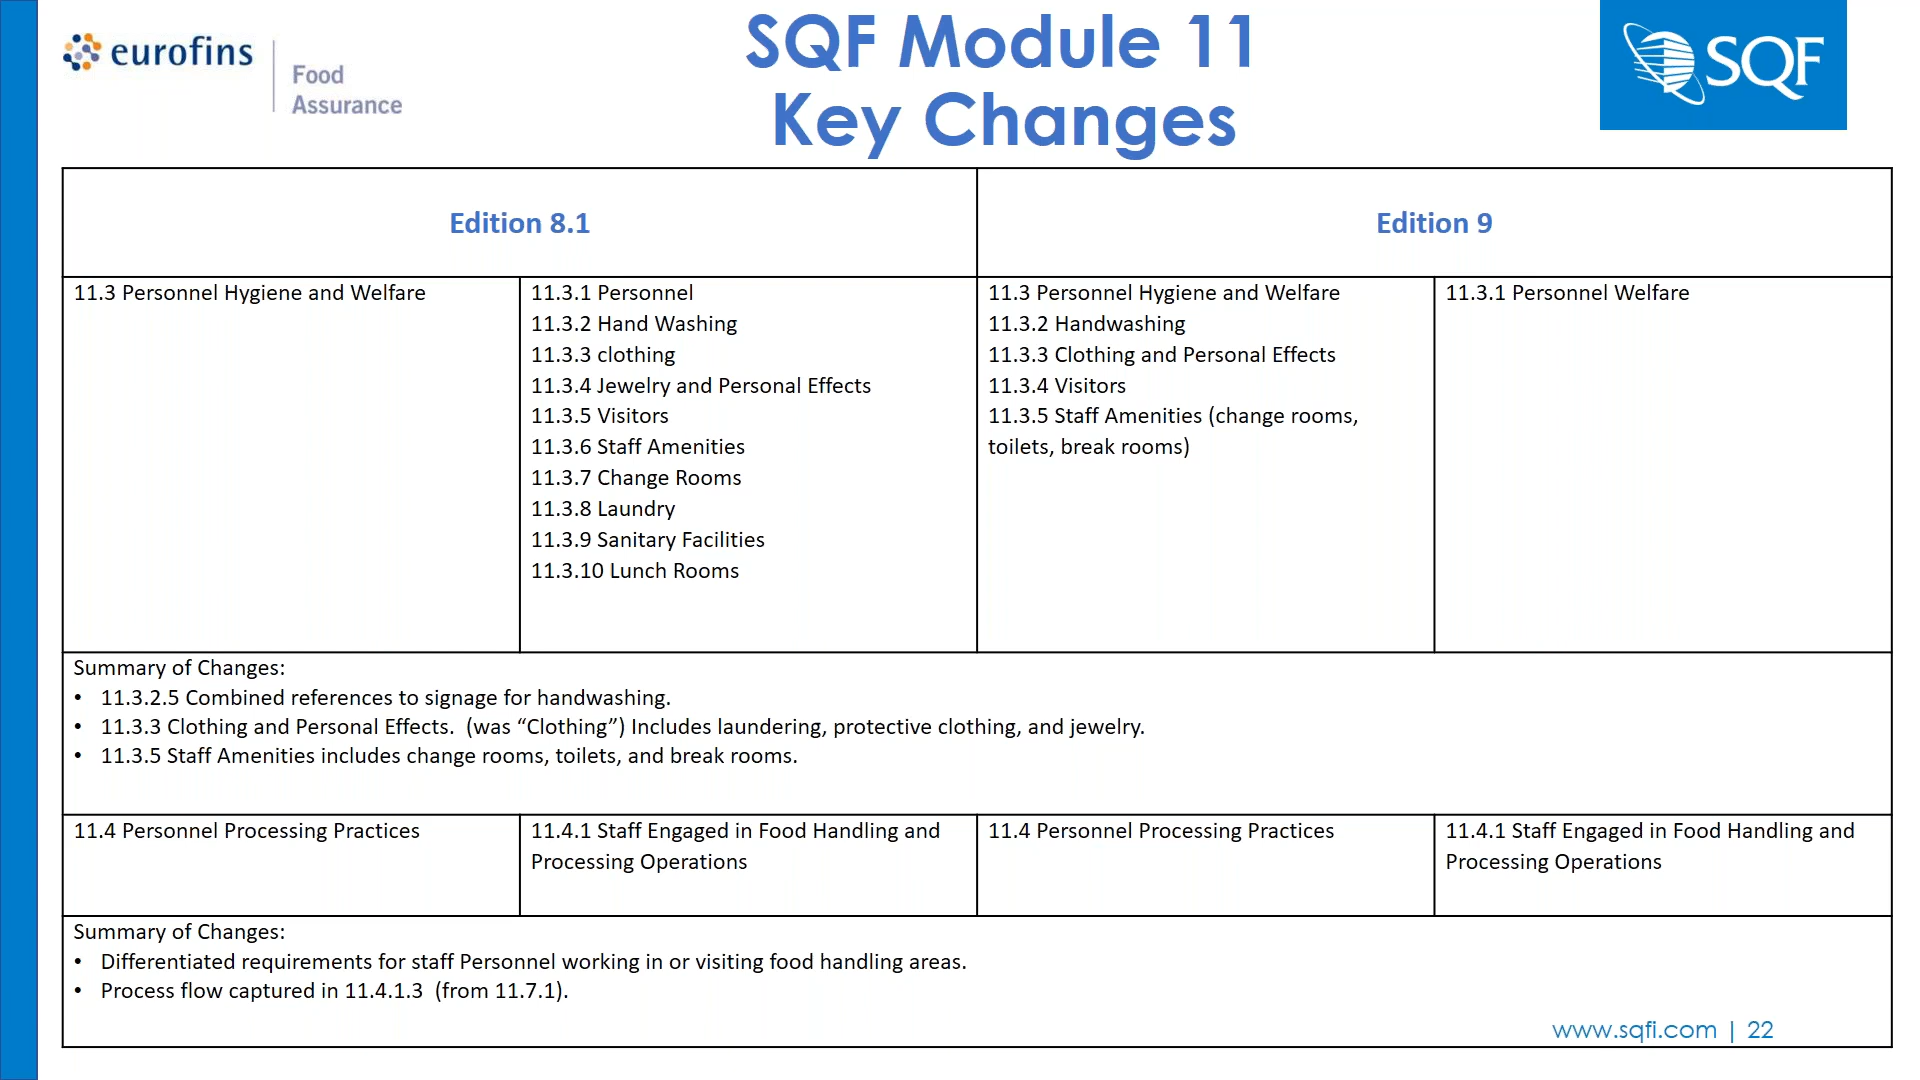 eurofins
Food
Assurance
SQF Module 11
Key Changes
SQF
Edition 8.1
Edition 9
11.3 Personnel Hygiene and Welfare
11.3.1 Personnel
11.3.2 Hand Washing
11.3.3 clothing
11.3.4 Jewelry and Personal Effects
11.3.5 Visitors
11.3.6 Staff Amenities
11.3.7 Change Rooms
11.3.8 Laundry
11.3.9 Sanitary Facilities
11.3.10 Lunch Rooms
11.3 Personnel Hygiene and Welfare
11.3.2 Handwashing
11.3.3 Clothing and Personal Effects
11.3.4 Visitors
11.3.5 Staff Amenities (change rooms,
toilets, break rooms)
11.3.1 Personnel Welfare
Summary of Changes:
• 11.3.2.5 Combined references to signage for handwashing.
• 11.3.3 Clothing and Personal Effects.  (was “Clothing”) Includes laundering, protective clothing, and jewelry.
• 11.3.5 Staff Amenities includes change rooms, toilets, and break rooms.
11.4 Personnel Processing Practices
11.4.1 Staff Engaged in Food Handling and
Processing Operations
11.4 Personnel Processing Practices
11.4.1 Staff Engaged in Food Handling and
Processing Operations
Summary of Changes:
• Differentiated requirements for staff Personnel working in or visiting food handling areas.
• Process flow captured in 11.4.1.3  (from 11.7.1).
www.sqfi.com | 22